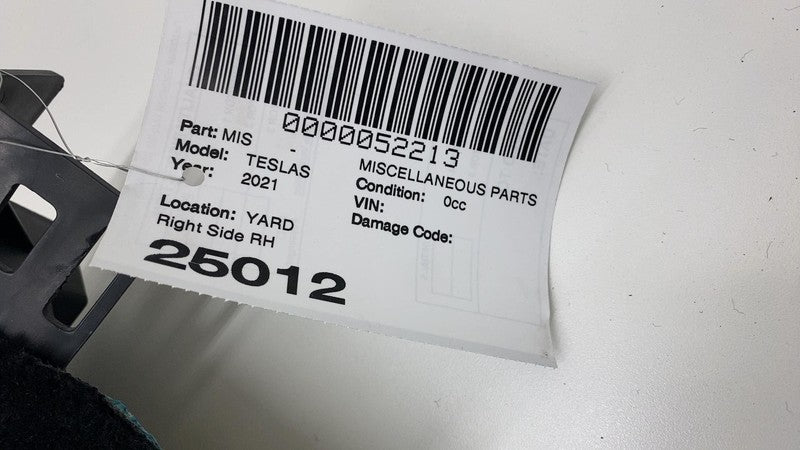 0000052213
Part: MIS - MISCELLANEOUS PARTS
Model: TESLAS Condition: 0cc
Year: 2021 VIN:
Location: YARD Damage Code:
Right Side RH
25012